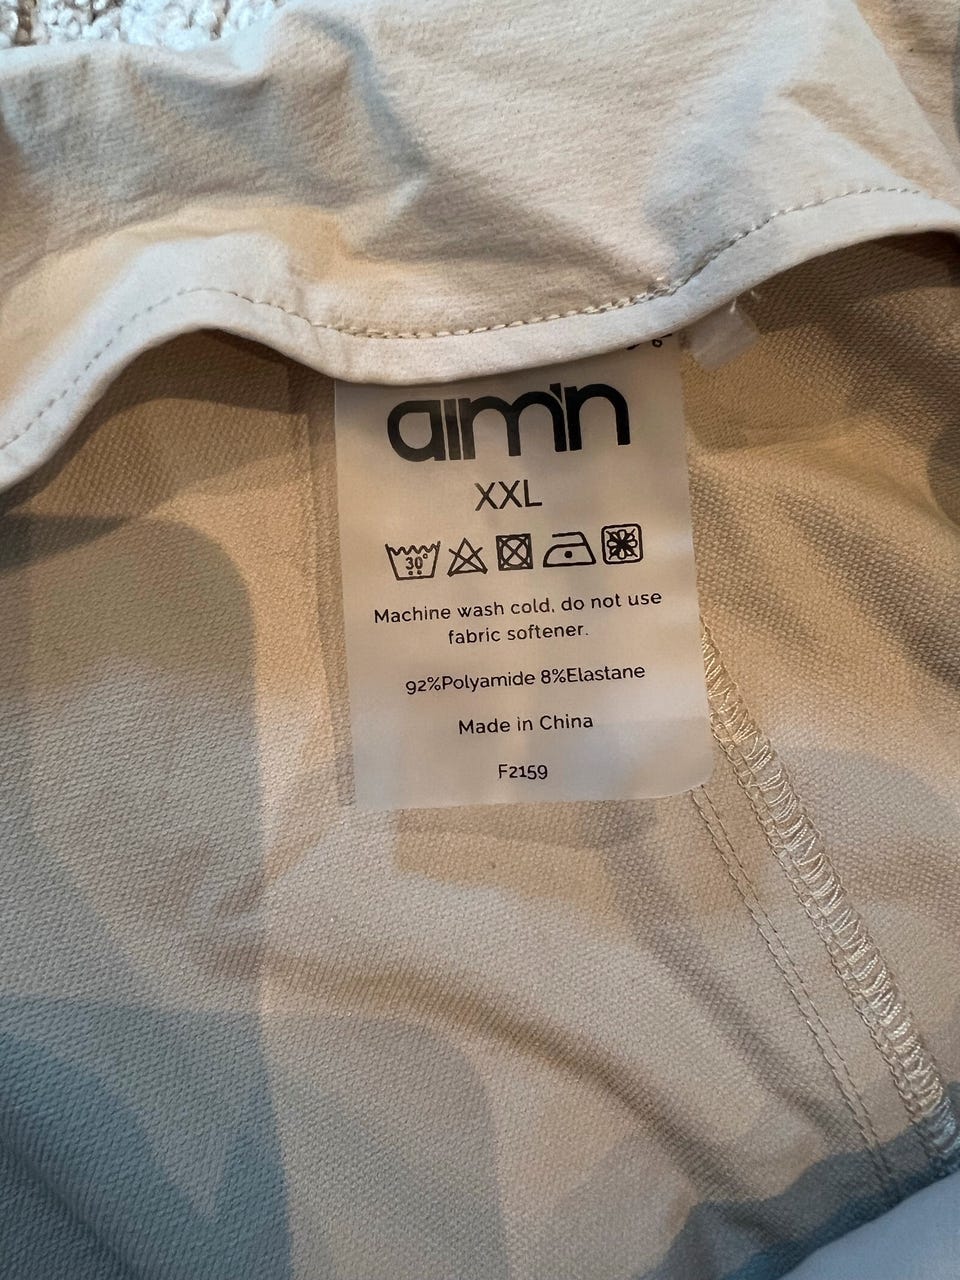 aim'n
XXL
30°
Machine wash cold, do not use
fabric softener.
92%Polyamide 8%Elastane
Made in China
F2159